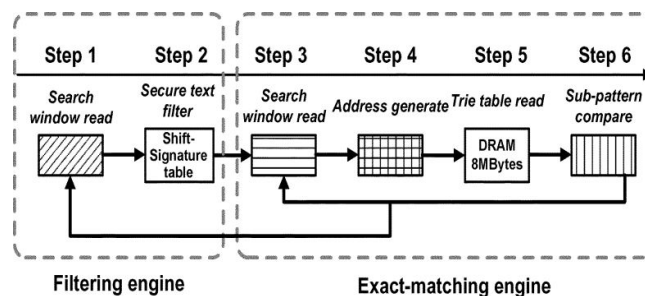 Step 1 Step 2 Step 3 Step 4 Step 5 Step 6
Search
window read
Secure text
filter
Search
window read
Address generate
Trie table read
Sub-pattern
compare
Shift-
Signature
table
DRAM
8MBytes
Filtering engine
Exact-matching engine